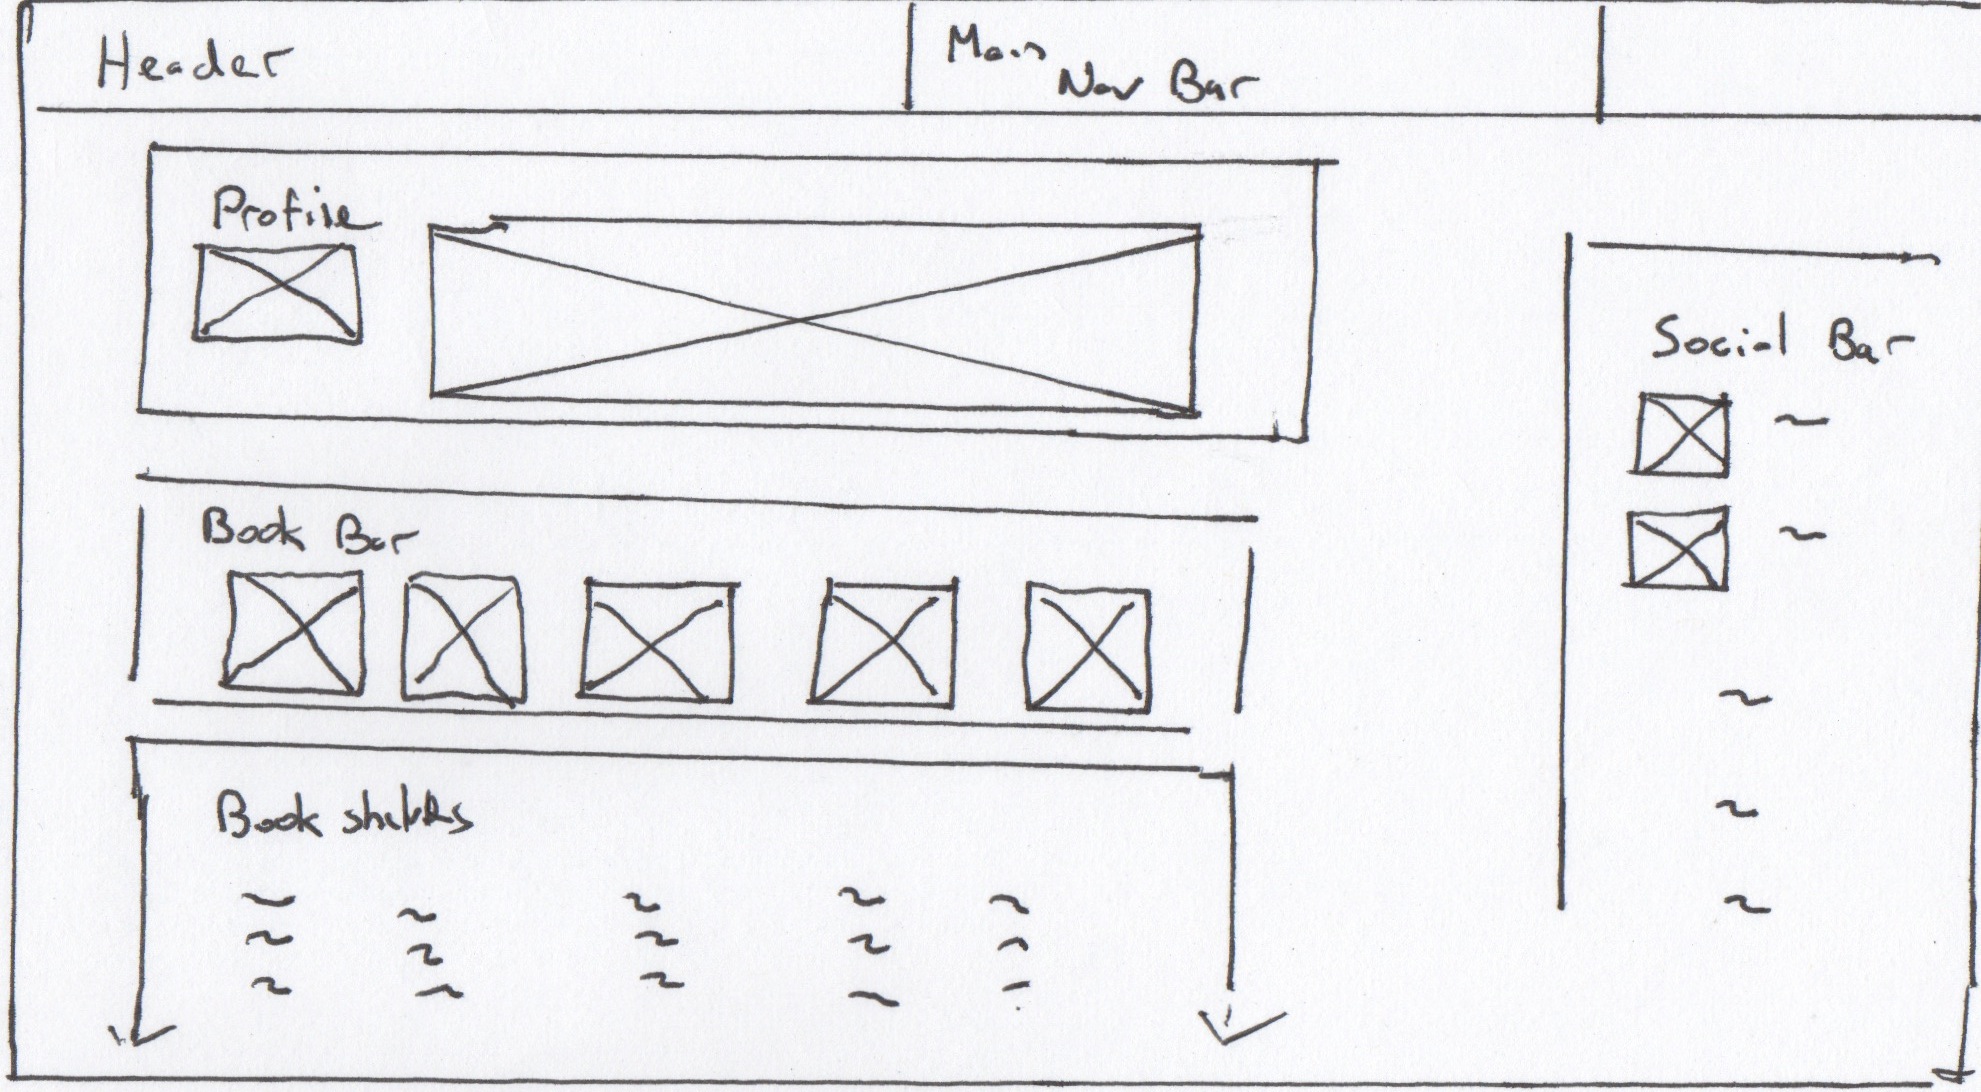 Header
Main
Nav Bar
Profile
Social Bar
Book Bar
Book shelves